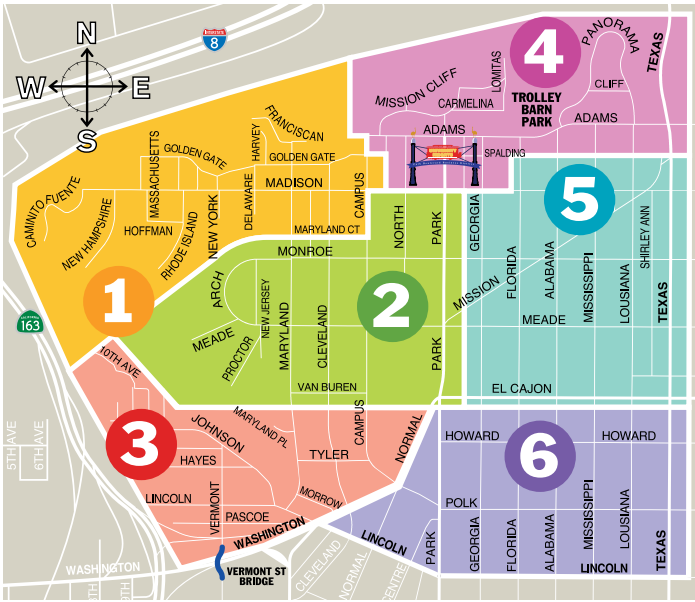 N
W E
S
INTERSTATE
8
163
1
CAMINITO FUENTE
NEW HAMPSHIRE
MASSACHUSETTS
HOFFMAN
RHODE ISLAND
GOLDEN GATE
NEW YORK
DELAWARE
HARVEY
FRANCISCAN
GOLDEN GATE
MADISON
CAMPUS
MARYLAND CT
4
MISSION CLIFF
LOMITAS
CARMELINA
ADAMS
TROLLEY
BARN
PARK
PANORAMA
CLIFF
ADAMS
TEXAS
SPALDING
2
MONROE
ARCH
MEADE
PROCTOR
NEW JERSEY
MARYLAND
CLEVELAND
VAN BUREN
NORTH
PARK
PARK
MISSION
5
GEORGIA
FLORIDA
ALABAMA
MISSISSIPPI
LOUISIANA
SHIRLEY ANN
TEXAS
MEADE
EL CAJON
3
10TH AVE
JOHNSON
MARYLAND PL
HAYES
LINCOLN
VERMONT
PASCOE
WASHINGTON
TYLER
MORROW
CAMPUS
NORMAL
6
HOWARD
HOWARD
POLK
LINCOLN
PARK
GEORGIA
FLORIDA
ALABAMA
MISSISSIPPI
LOUISIANA
TEXAS
LINCOLN
5TH AVE
6TH AVE
WASHINGTON
VERMONT ST
BRIDGE
CLEVELAND
NORMAL
CENTRE